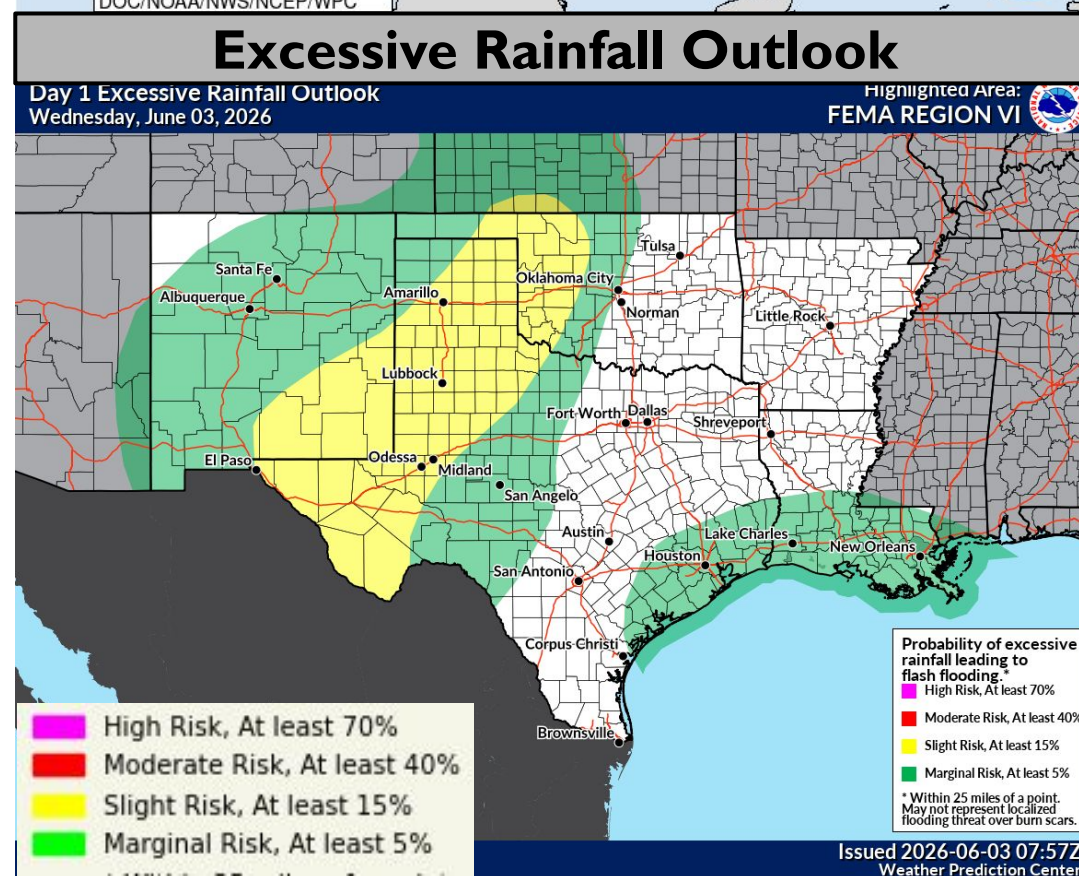 DOC/NOAA/NWS/NCEP/WPC
Excessive Rainfall Outlook
Day 1 Excessive Rainfall Outlook
Wednesday, June 03, 2026
Highlighted Area:
FEMA REGION VI
Santa Fe
Albuquerque
Amarillo
Lubbock
Oklahoma City
Tulsa
Norman
Little Rock
Fort Worth
Dallas
Shreveport
El Paso
Odessa
Midland
San Angelo
Austin
Houston
Lake Charles
New Orleans
San Antonio
Corpus Christi
Brownsville
Probability of excessive
rainfall leading to
flash flooding.*
High Risk, At least 70%
Moderate Risk, At least 40%
Slight Risk, At least 15%
Marginal Risk, At least 5%
* Within 25 miles of a point.
May not represent localized
flooding threat over burn scars.
High Risk, At least 70%
Moderate Risk, At least 40%
Slight Risk, At least 15%
Marginal Risk, At least 5%
Issued 2026-06-03 07:57Z
Weather Prediction Center